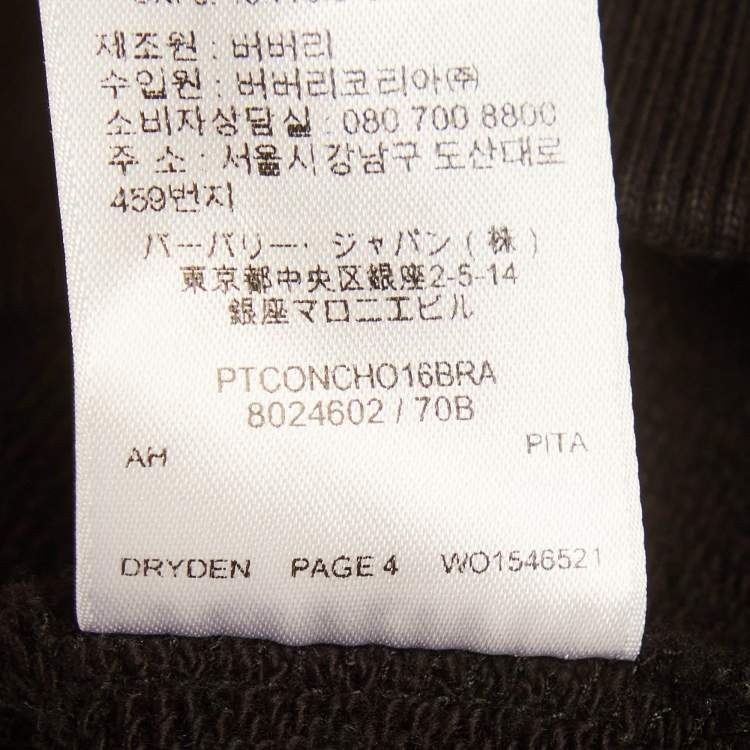 제조원 : 버버리
수입원 : 버버리코리아(주)
소비자상담실 : 080 700 8800
주 소 : 서울시강남구 도산대로
459번지
バーバリー・ ジャパン ( 株 )
東京都中央区銀座2-5-14
銀座マロニエビル
PTCONCHO16BRA
8024602 / 70B
AH PITA
DRYDEN PAGE 4 WO1546521